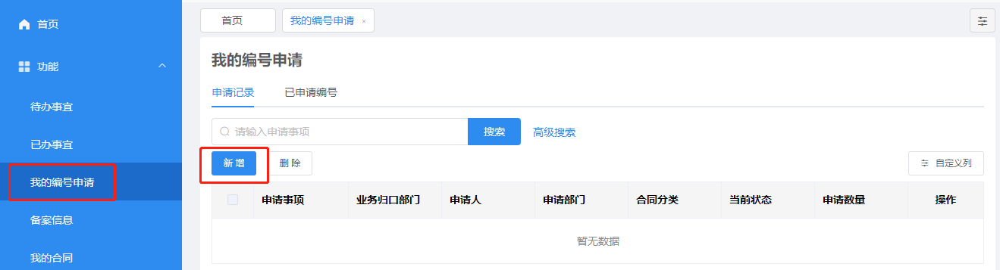 首页
功能
待办事宜
已办事宜
我的编号申请
备案信息
我的合同
首页
我的编号申请 ×
我的编号申请
申请记录 已申请编号
请输入申请事项 搜索 高级搜索
新增 删除 自定义列
申请事项 业务归口部门 申请人 申请部门 合同分类 当前状态 申请数量 操作
暂无数据